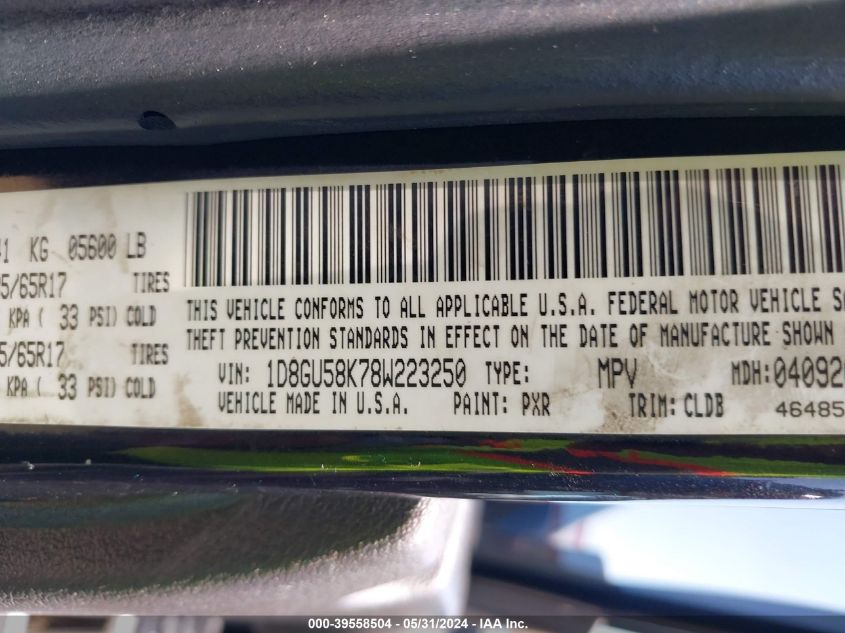 41 KG 05600 LB
5/65R17 TIRES
KPA ( 33 PSI) COLD
5/65R17 TIRES
KPA ( 33 PSI) COLD
THIS VEHICLE CONFORMS TO ALL APPLICABLE U.S.A. FEDERAL MOTOR VEHICLE SA
THEFT PREVENTION STANDARDS IN EFFECT ON THE DATE OF MANUFACTURE SHOWN
VIN: 1D8GU58K78W223250 TYPE: MPV MDH: 04092
VEHICLE MADE IN U.S.A. PAINT: PXR TRIM: CLDB 46485
000-39558504 - 05/31/2024 - IAA Inc.